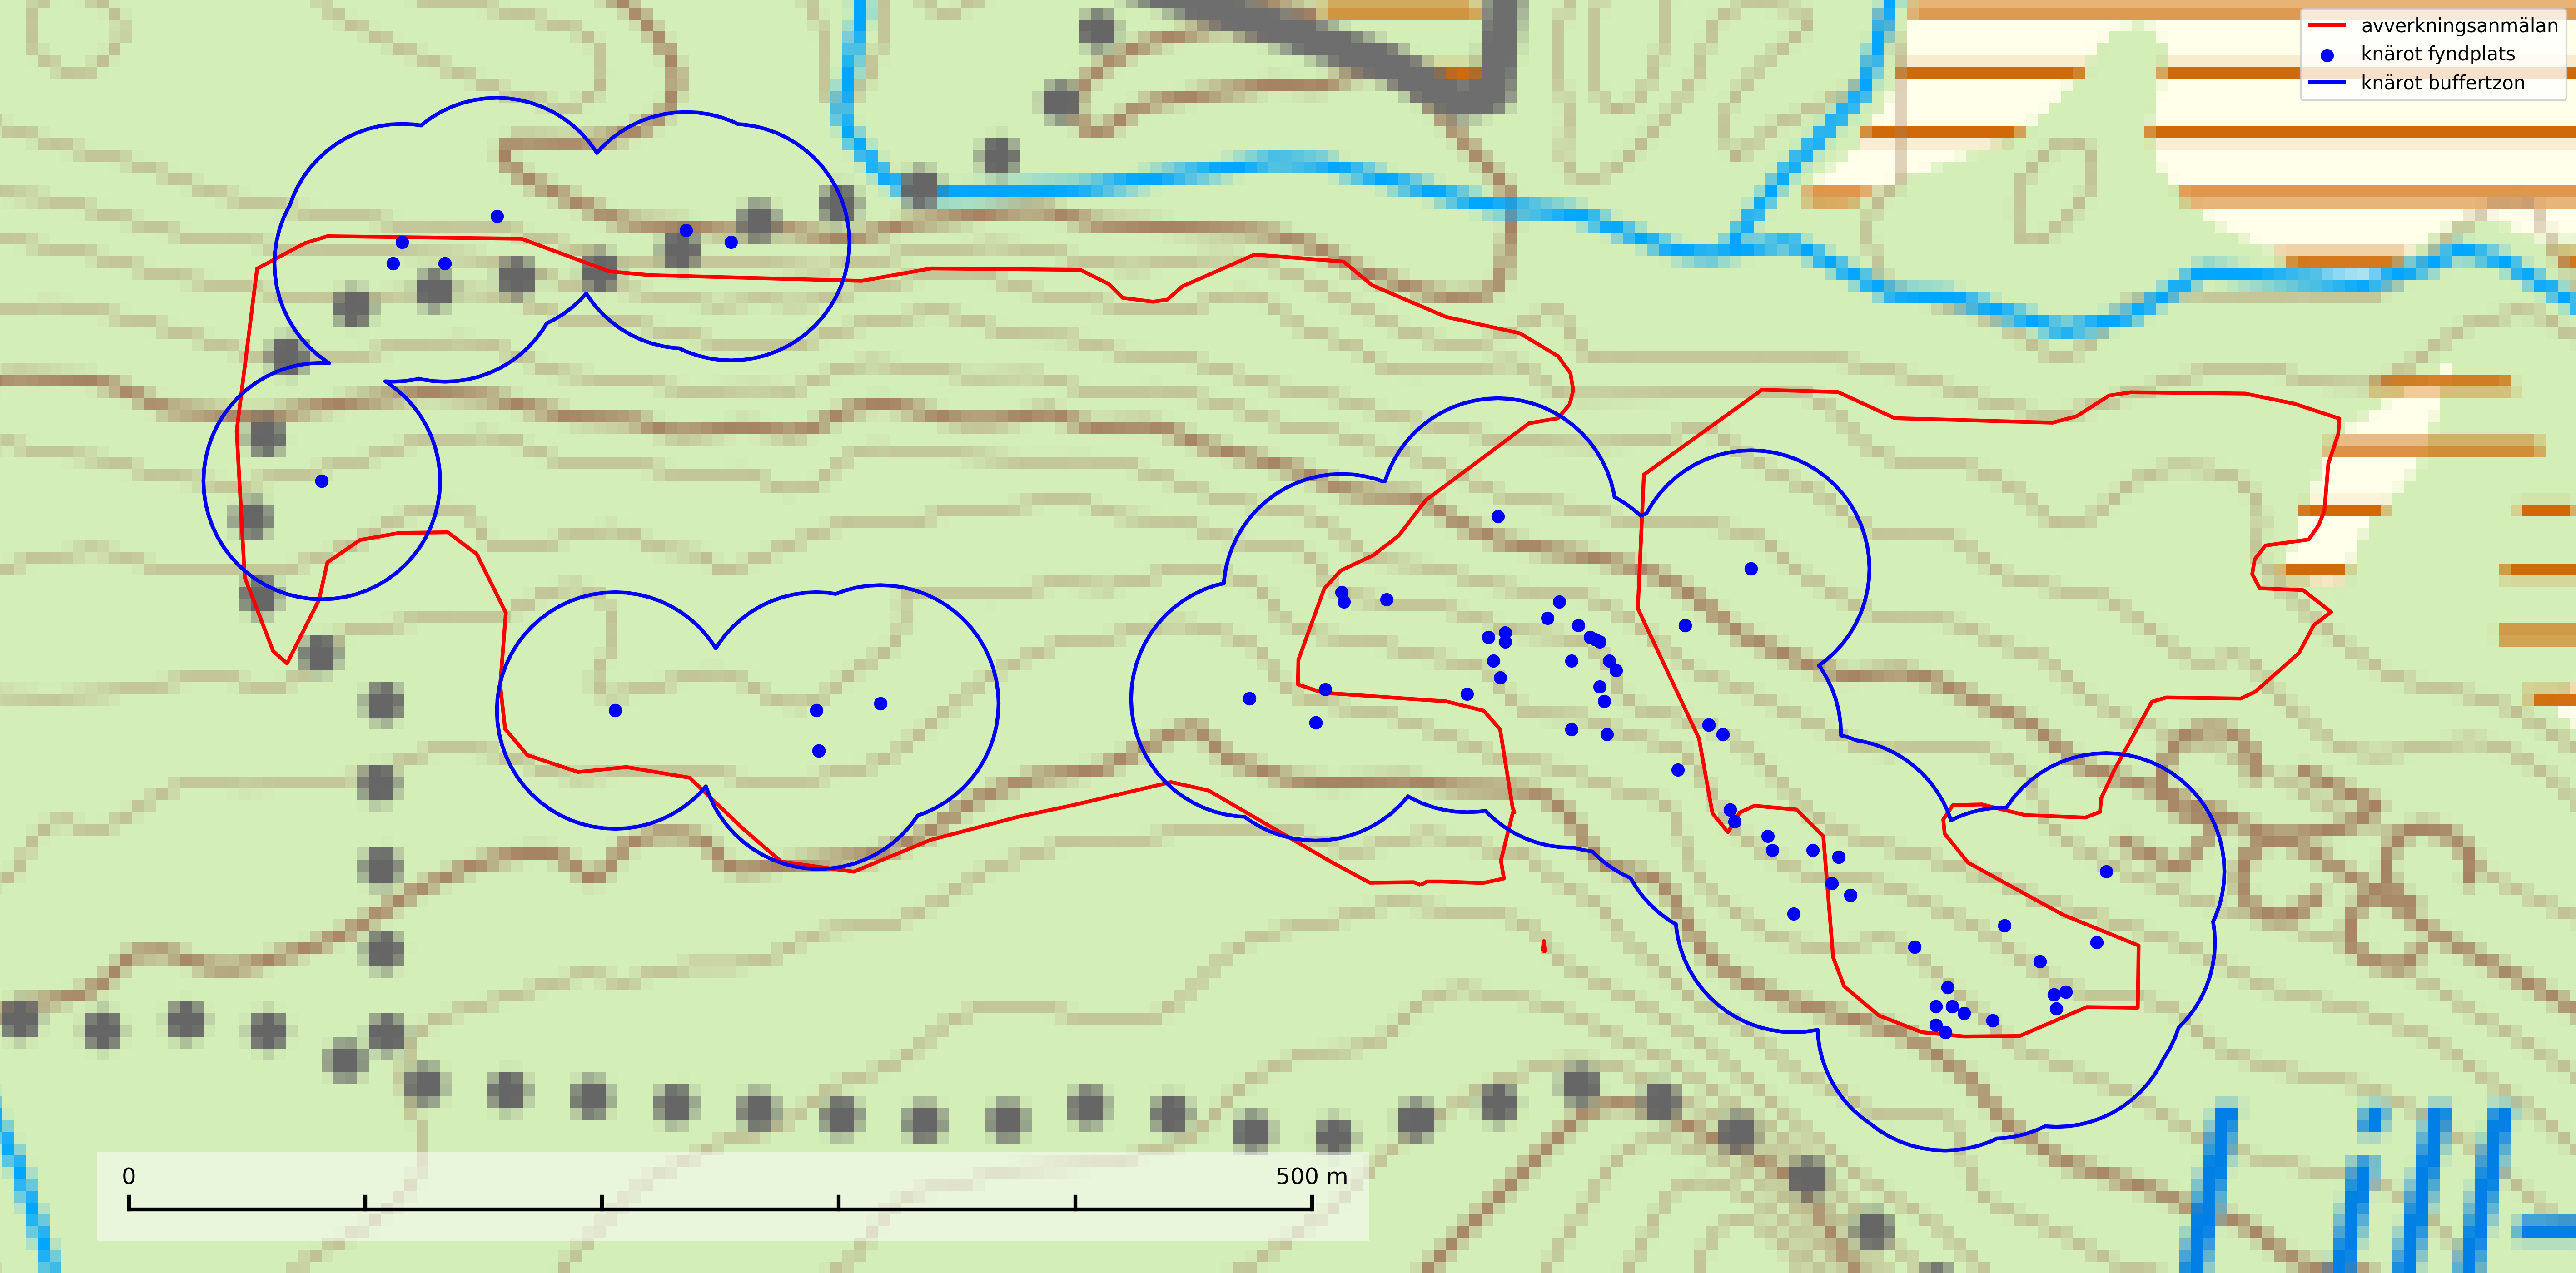 avverkningsanmälan
knärot fyndplats
knärot buffertzon
0 500 m